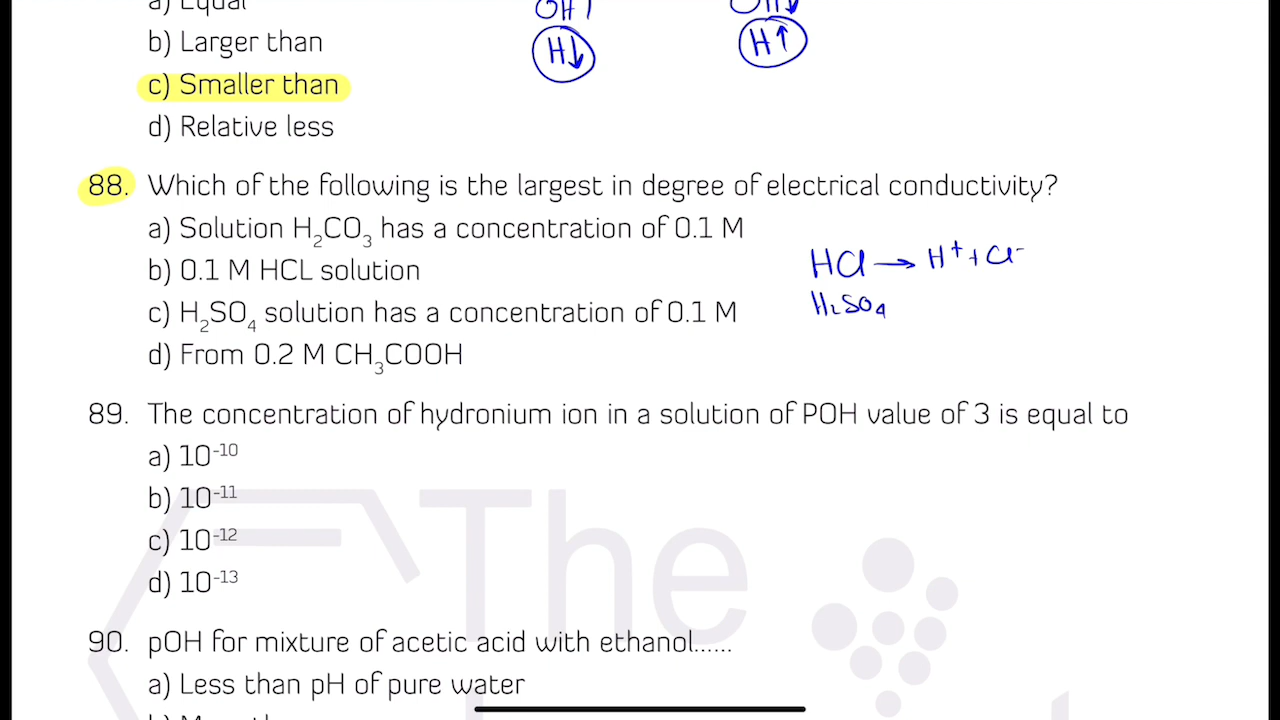 a) Equal
OH↑
OH↓
b) Larger than
H↓
H↑
c) Smaller than
d) Relative less
88. Which of the following is the largest in degree of electrical conductivity?
a) Solution H₂CO₃ has a concentration of 0.1 M
HCl → H⁺ + Cl⁻
b) 0.1 M HCL solution
c) H₂SO₄ solution has a concentration of 0.1 M
H₂SO₄
d) From 0.2 M CH₃COOH
89. The concentration of hydronium ion in a solution of POH value of 3 is equal to
a) 10⁻¹⁰
b) 10⁻¹¹
c) 10⁻¹²
d) 10⁻¹³
The
90. pOH for mixture of acetic acid with ethanol......
a) Less than pH of pure water